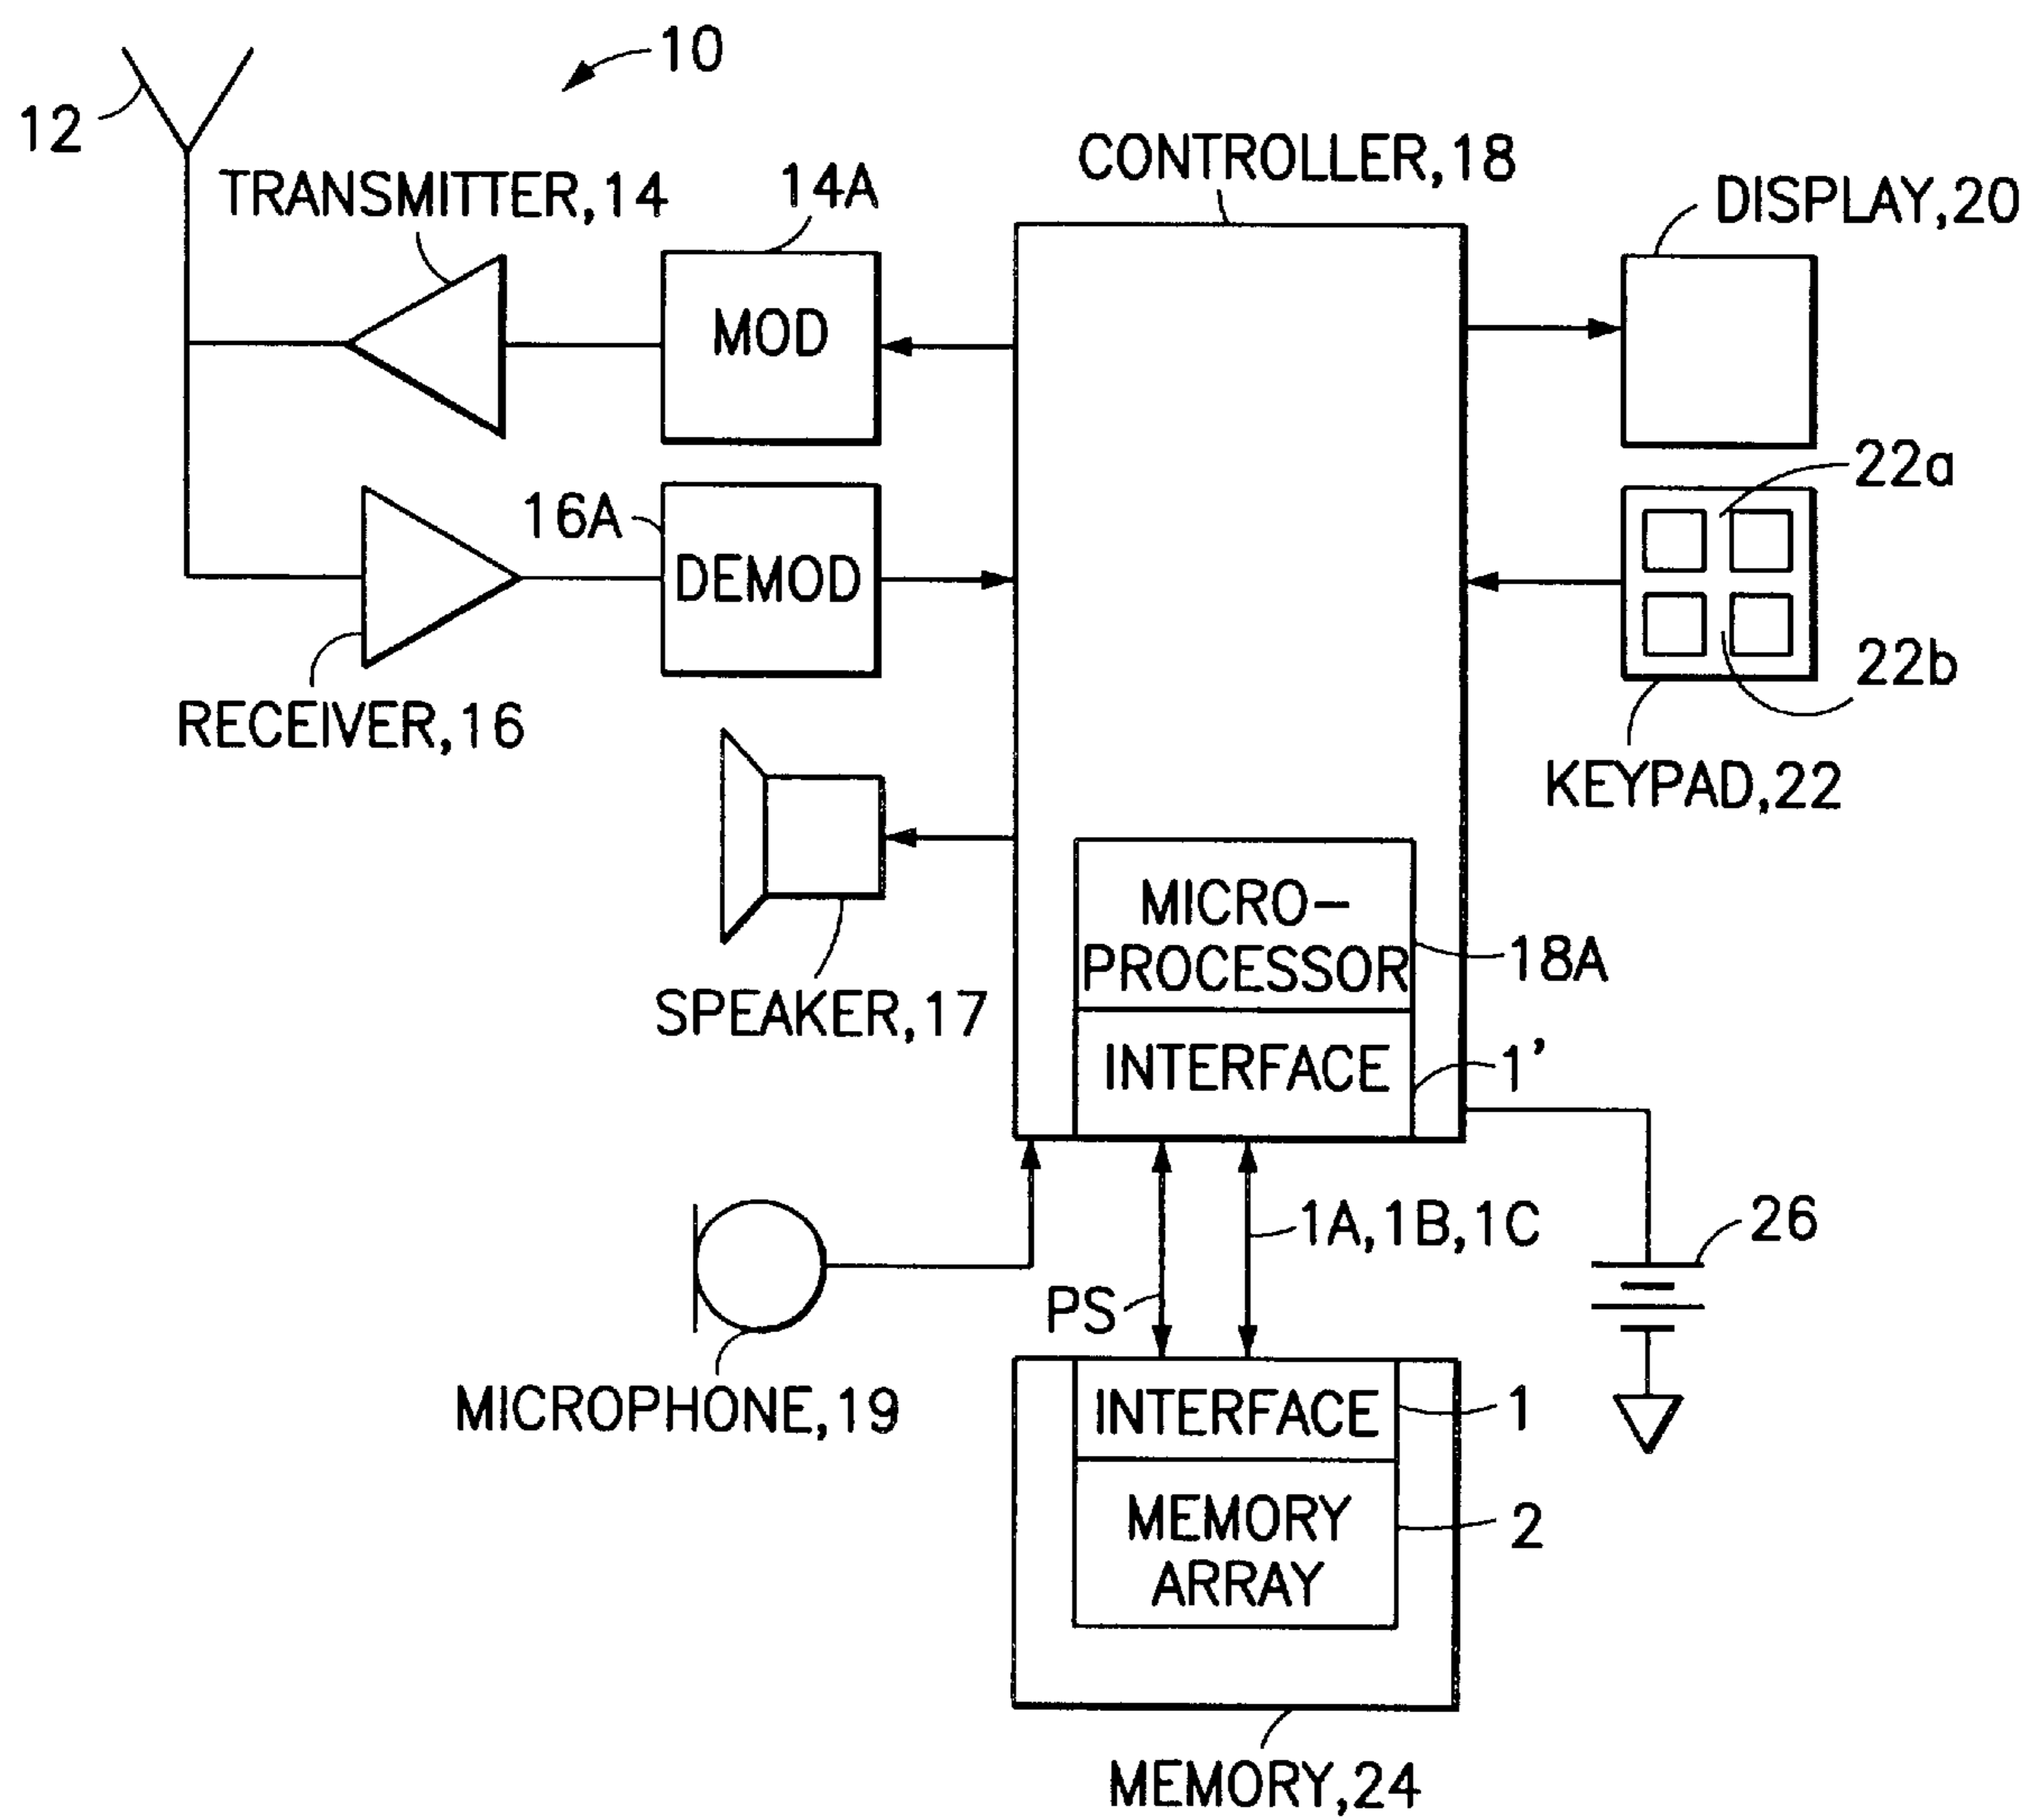 10
12
CONTROLLER,18
TRANSMITTER,14
14A
DISPLAY,20
MOD
22a
16A
DEMOD
22b
RECEIVER,16
KEYPAD,22
MICRO-
PROCESSOR
18A
SPEAKER,17
INTERFACE
1'
1A,1B,1C
26
PS
MICROPHONE,19
INTERFACE
1
MEMORY
ARRAY
2
MEMORY,24